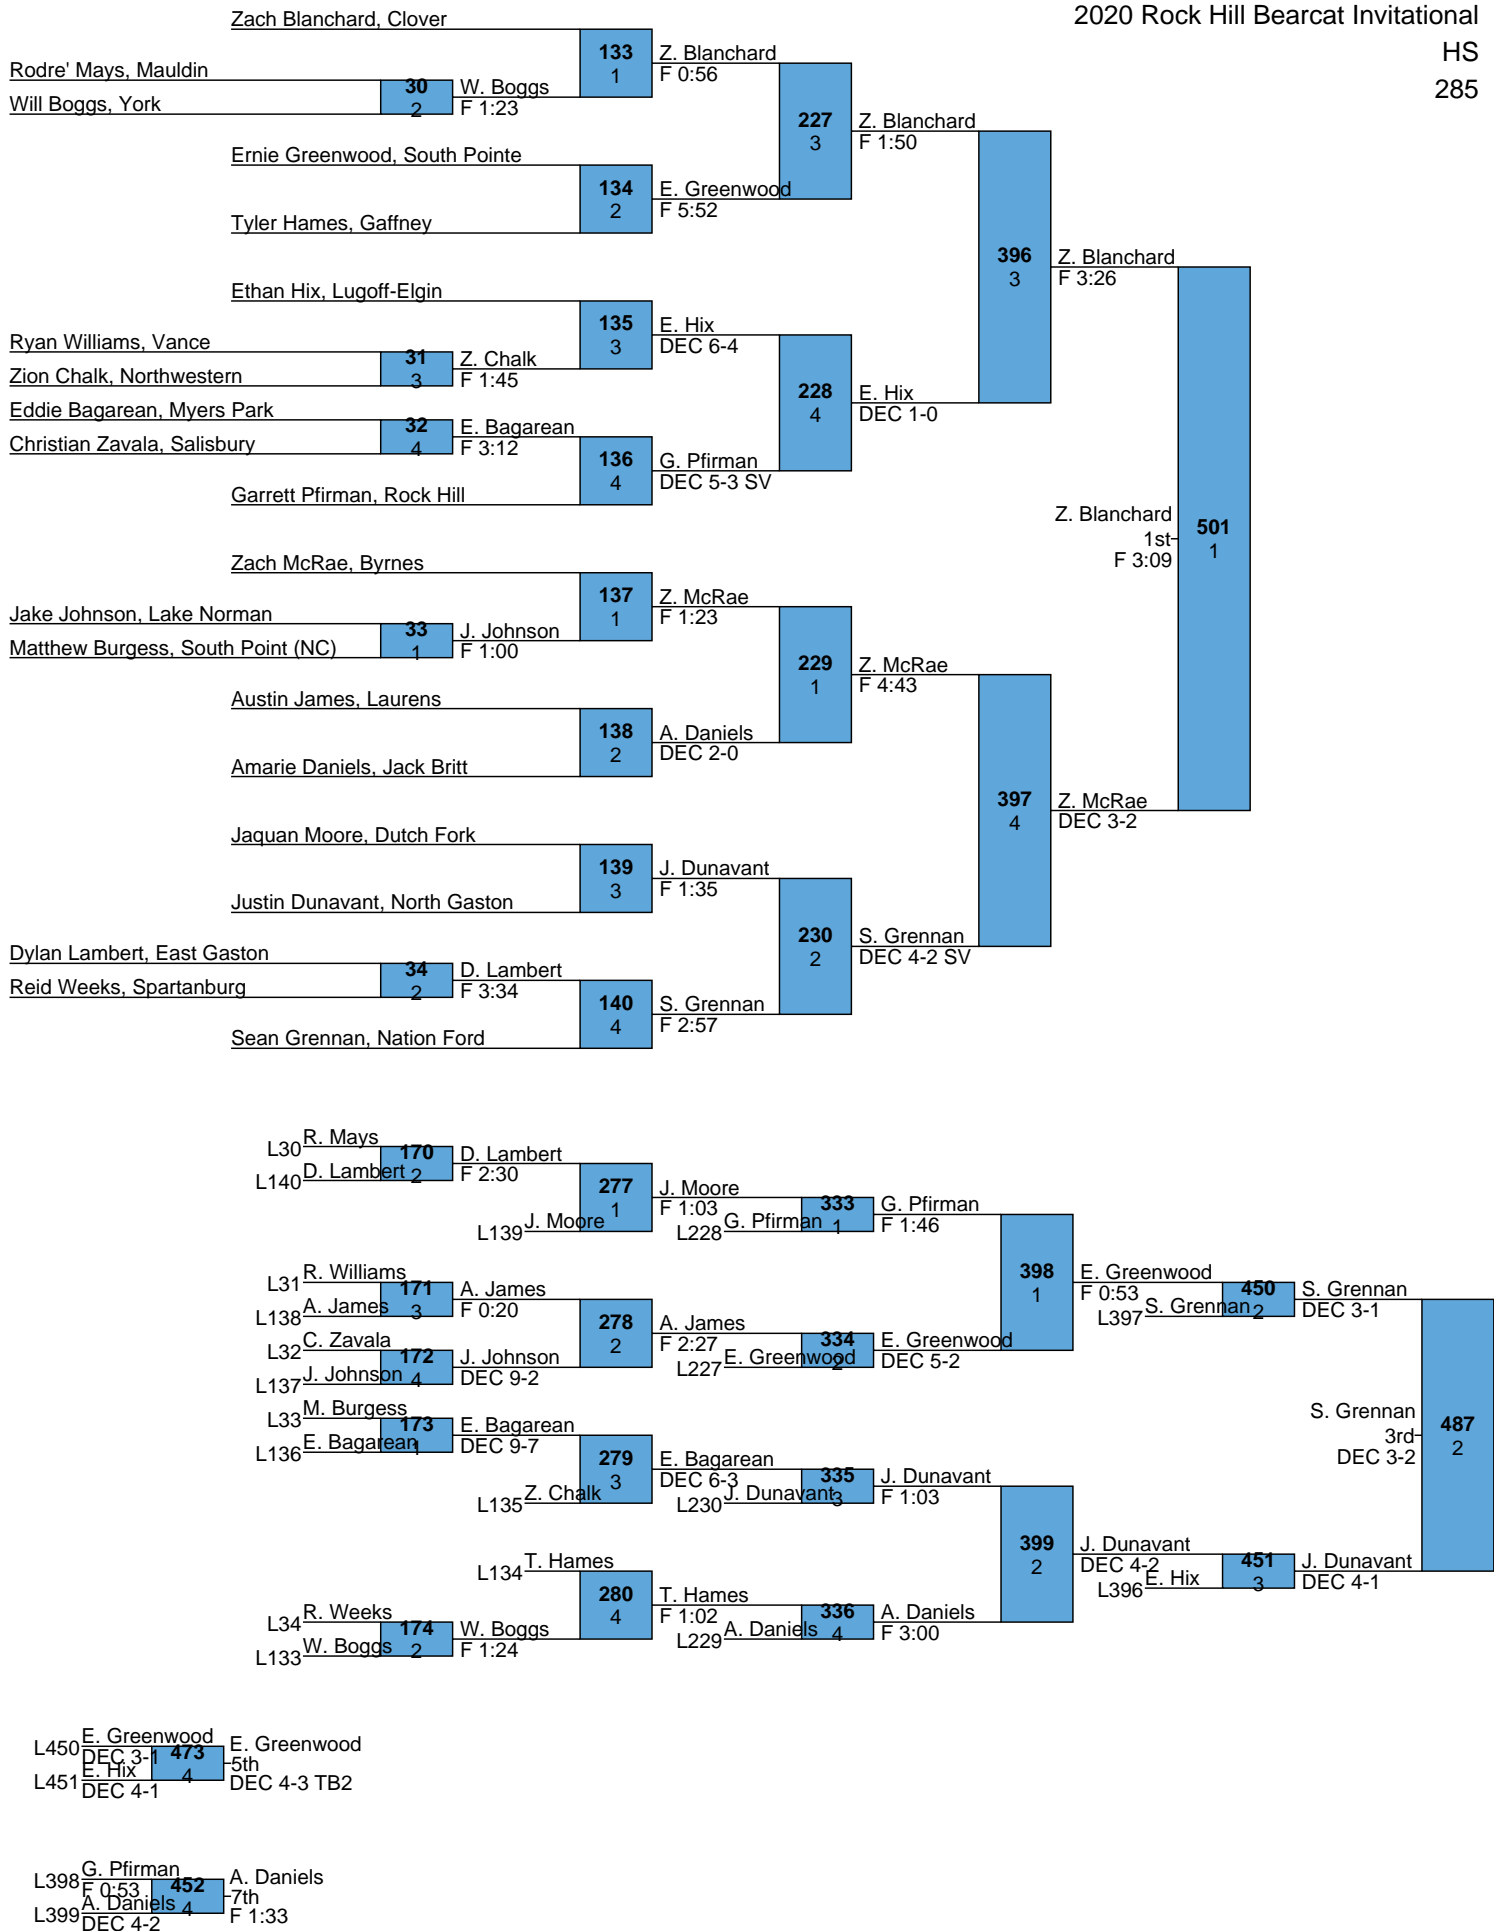 2020 Rock Hill Bearcat Invitational
HS
285
Zach Blanchard, Clover
133
1
Z. Blanchard
F 0:56
Rodre' Mays, Mauldin
30
2
W. Boggs
F 1:23
Will Boggs, York
227
3
Z. Blanchard
F 1:50
Ernie Greenwood, South Pointe
134
2
E. Greenwood
F 5:52
Tyler Hames, Gaffney
396
3
Z. Blanchard
F 3:26
Ethan Hix, Lugoff-Elgin
135
3
E. Hix
DEC 6-4
Ryan Williams, Vance
31
3
Z. Chalk
F 1:45
Zion Chalk, Northwestern
228
4
E. Hix
DEC 1-0
Eddie Bagarean, Myers Park
32
4
E. Bagarean
F 3:12
Christian Zavala, Salisbury
136
4
G. Pfirman
DEC 5-3 SV
Garrett Pfirman, Rock Hill
Z. Blanchard
1st
F 3:09
501
1
Zach McRae, Byrnes
137
1
Z. McRae
F 1:23
Jake Johnson, Lake Norman
33
1
J. Johnson
F 1:00
Matthew Burgess, South Point (NC)
229
1
Z. McRae
F 4:43
Austin James, Laurens
138
2
A. Daniels
DEC 2-0
Amarie Daniels, Jack Britt
397
4
Z. McRae
DEC 3-2
Jaquan Moore, Dutch Fork
139
3
J. Dunavant
F 1:35
Justin Dunavant, North Gaston
230
2
S. Grennan
DEC 4-2 SV
Dylan Lambert, East Gaston
34
2
D. Lambert
F 3:34
Reid Weeks, Spartanburg
140
4
S. Grennan
F 2:57
Sean Grennan, Nation Ford
L30
R. Mays
170
2
D. Lambert
F 2:30
L140
D. Lambert
277
1
J. Moore
F 1:03
L139
J. Moore
333
1
G. Pfirman
F 1:46
L228
G. Pfirman
L31
R. Williams
171
3
A. James
F 0:20
L138
A. James
398
1
E. Greenwood
F 0:53
450
2
S. Grennan
DEC 3-1
L397
S. Grennan
278
2
A. James
F 2:27
L32
C. Zavala
172
4
J. Johnson
DEC 9-2
L137
J. Johnson
334
2
E. Greenwood
DEC 5-2
L227
E. Greenwood
L33
M. Burgess
173
1
E. Bagarean
DEC 9-7
L136
E. Bagarean
S. Grennan
3rd
DEC 3-2
487
2
279
3
E. Bagarean
DEC 6-3
L135
Z. Chalk
335
3
J. Dunavant
F 1:03
L230
J. Dunavant
399
2
J. Dunavant
DEC 4-2
451
3
J. Dunavant
DEC 4-1
L396
E. Hix
L134
T. Hames
280
4
T. Hames
F 1:02
336
4
A. Daniels
F 3:00
L229
A. Daniels
L34
R. Weeks
174
2
W. Boggs
F 1:24
L133
W. Boggs
L450
E. Greenwood
DEC 3-1
473
4
E. Greenwood
5th
DEC 4-3 TB2
L451
E. Hix
DEC 4-1
L398
G. Pfirman
F 0:53
452
4
A. Daniels
7th
F 1:33
L399
A. Daniels
DEC 4-2